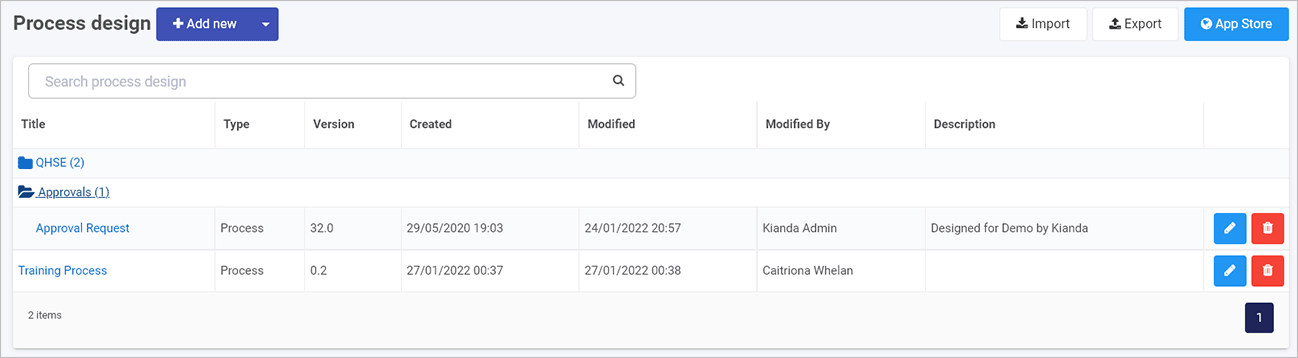 Process design Add new Import Export App Store
Search process design
Title Type Version Created Modified Modified By Description
QHSE (2)
Approvals (1)
Approval Request Process 32.0 29/05/2020 19:03 24/01/2022 20:57 Kianda Admin Designed for Demo by Kianda
Training Process Process 0.2 27/01/2022 00:37 27/01/2022 00:38 Caitriona Whelan
2 items 1